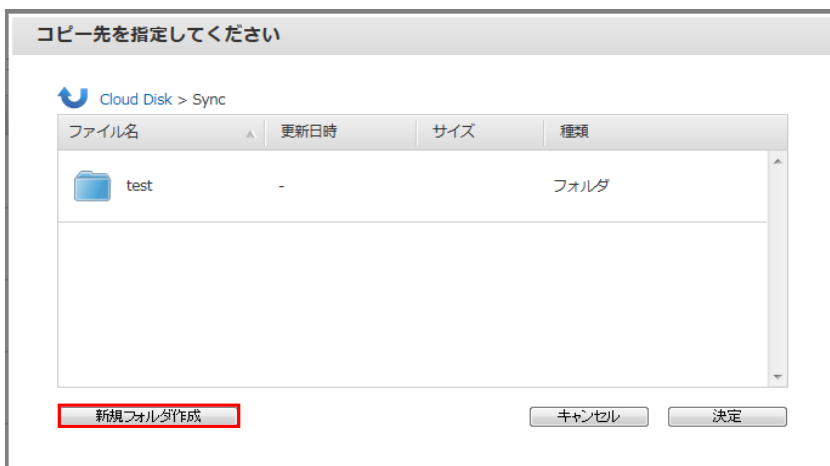 コピー先を指定してください
Cloud Disk > Sync
ファイル名 更新日時 サイズ 種類
test - フォルダ
新規フォルダ作成 キャンセル 決定